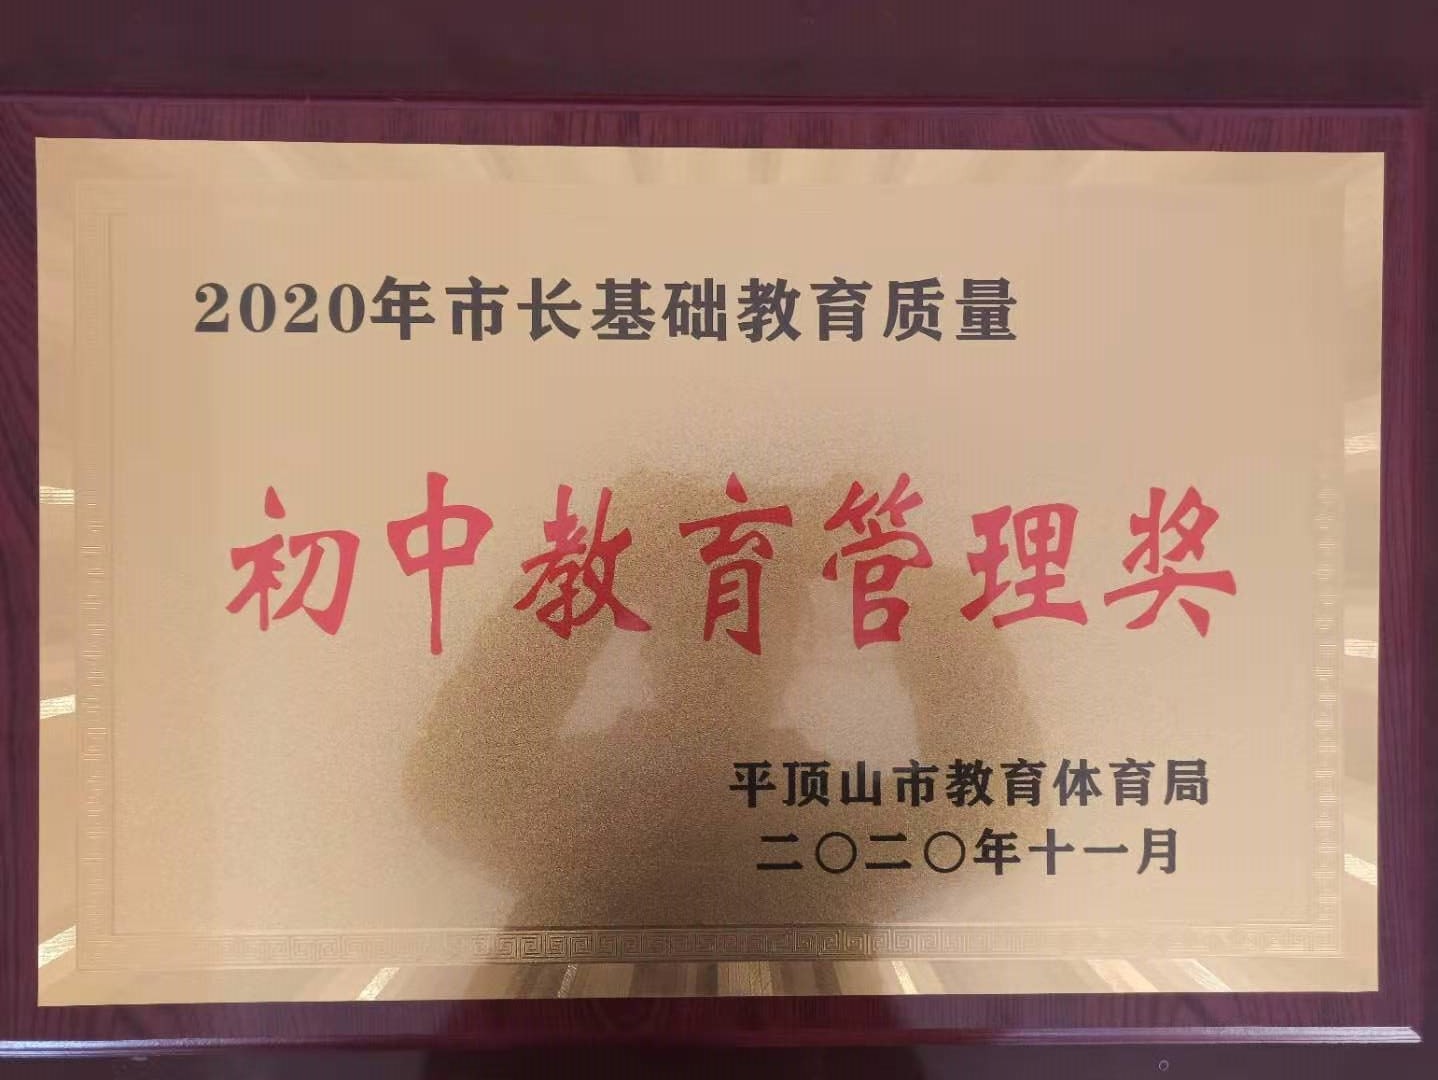 2020年市长基础教育质量
初中教育管理奖
平顶山市教育体育局
二〇二〇年十一月